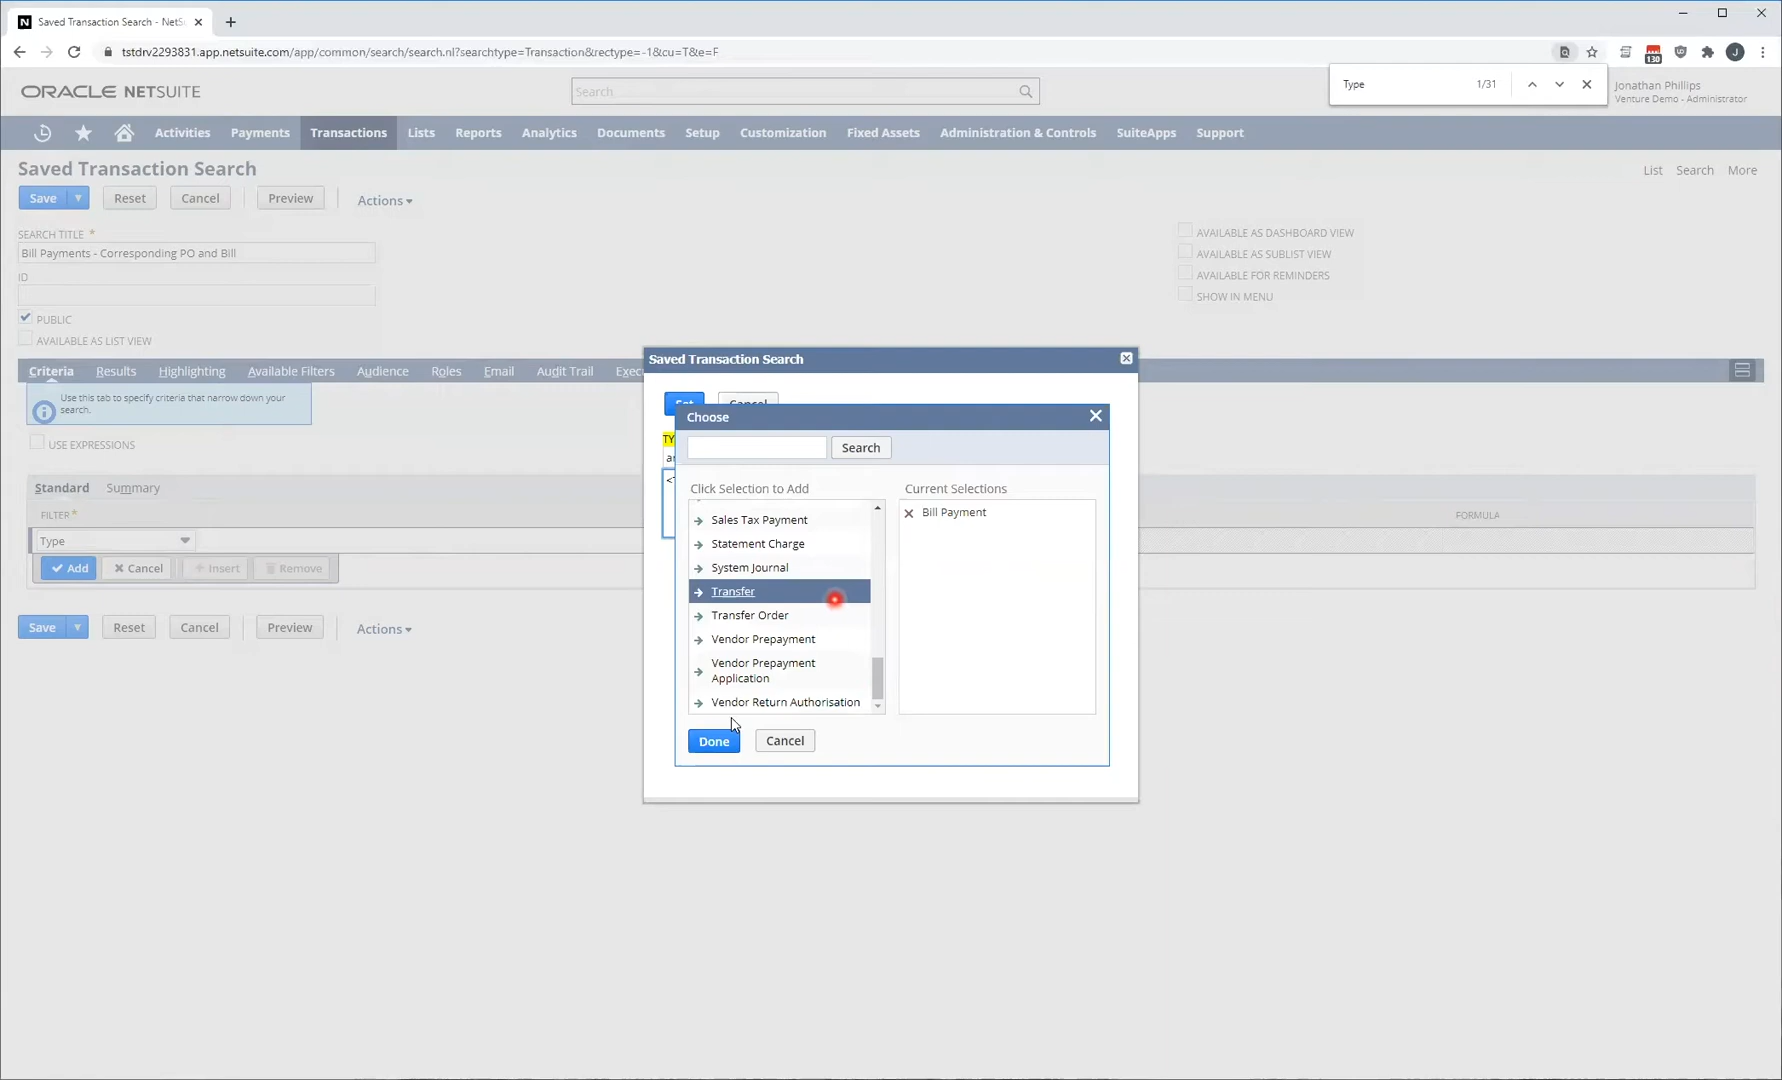 Saved Transaction Search - NetS
tstdrv2293831.app.netsuite.com/app/common/search/search.nl?searchtype=Transaction&rectype=-1&cu=T&e=F
130
J
Type 1/31
ORACLE NETSUITE
Search
Jonathan Phillips
Venture Demo - Administrator
Activities Payments Transactions Lists Reports Analytics Documents Setup Customization Fixed Assets Administration & Controls SuiteApps Support
Saved Transaction Search
List Search More
Save Reset Cancel Preview Actions
SEARCH TITLE *
Bill Payments - Corresponding PO and Bill
ID
PUBLIC
AVAILABLE AS LIST VIEW
AVAILABLE AS DASHBOARD VIEW
AVAILABLE AS SUBLIST VIEW
AVAILABLE FOR REMINDERS
SHOW IN MENU
Criteria Results Highlighting Available Filters Audience Roles Email Audit Trail Exec
Use this tab to specify criteria that narrow down your
search.
USE EXPRESSIONS
Standard Summary
FILTER *
FORMULA
Type
Add Cancel Insert Remove
Save Reset Cancel Preview Actions
Saved Transaction Search
Cancel
TY
Choose
Search
Click Selection to Add
Current Selections
Sales Tax Payment
Statement Charge
System Journal
Transfer
Transfer Order
Vendor Prepayment
Vendor Prepayment
Application
Vendor Return Authorisation
Bill Payment
Done Cancel